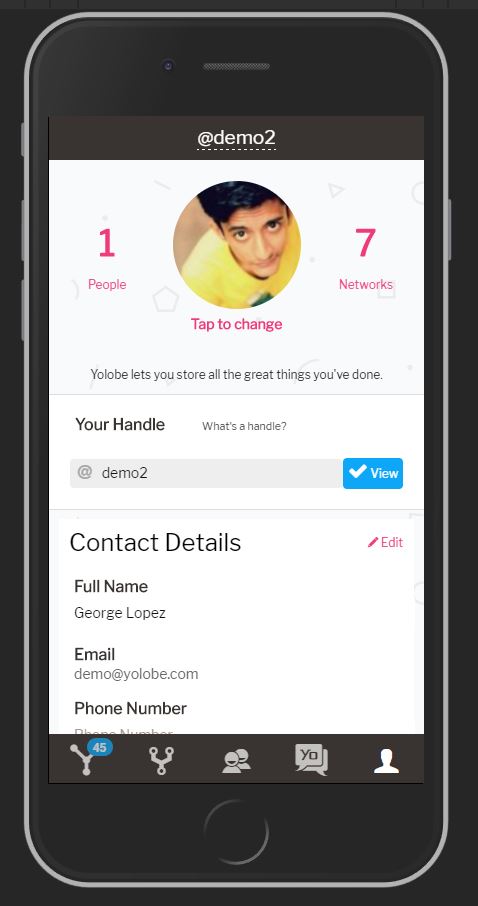 @demo2
1
People
7
Networks
Tap to change
Yolobe lets you store all the great things you've done.
Your Handle
What's a handle?
@ demo2
View
Contact Details
Edit
Full Name
George Lopez
Email
demo@yolobe.com
Phone Number
Phone Number
45
Yo